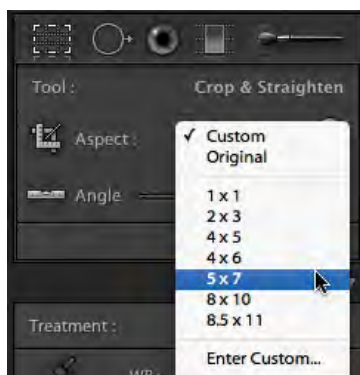 Tool :
Crop & Straighten
Aspect :
✓ Custom
Original
Angle
1 x 1
2 x 3
4 x 5
4 x 6
5 x 7
8 x 10
8.5 x 11
Treatment :
Enter Custom...
WB :